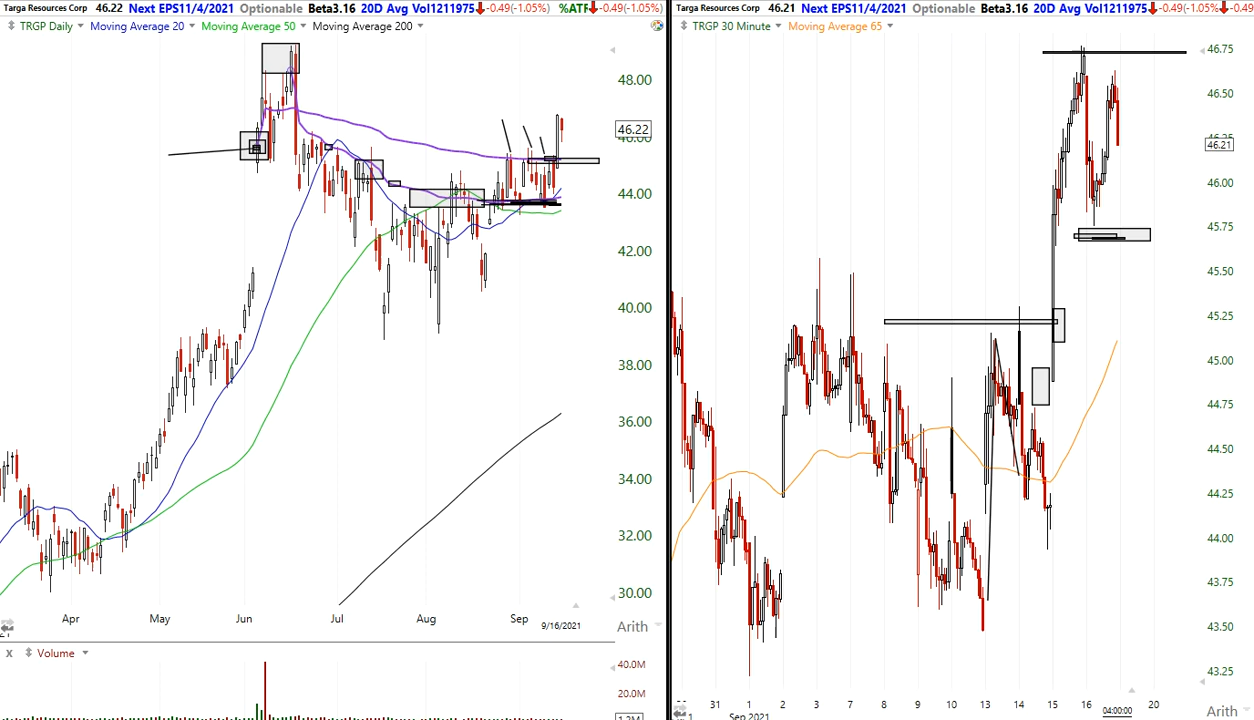 Targa Resources Corp 46.22 Next EPS11/4/2021 Optionable Beta3.16 20D Avg Vol1211975 -0.49(-1.05%) %ATF -0.49(-1.05%)
TRGP Daily Moving Average 20 Moving Average 50 Moving Average 200
48.00
46.22
44.00
42.00
40.00
38.00
36.00
34.00
32.00
30.00
Apr May Jun Jul Aug Sep 9/16/2021
Arith
X Volume
40.0M
20.0M
Targa Resources Corp 46.21 Next EPS11/4/2021 Optionable Beta3.16 20D Avg Vol1211975 -0.49(-1.05% -0.49
TRGP 30 Minute Moving Average 65
46.75
46.50
46.25
46.21
46.00
45.75
45.50
45.25
45.00
44.75
44.50
44.25
44.00
43.75
43.50
43.25
31 1 2 3 7 8 9 10 13 14 15 16 04:00:00 20
Sep 2021
Arith